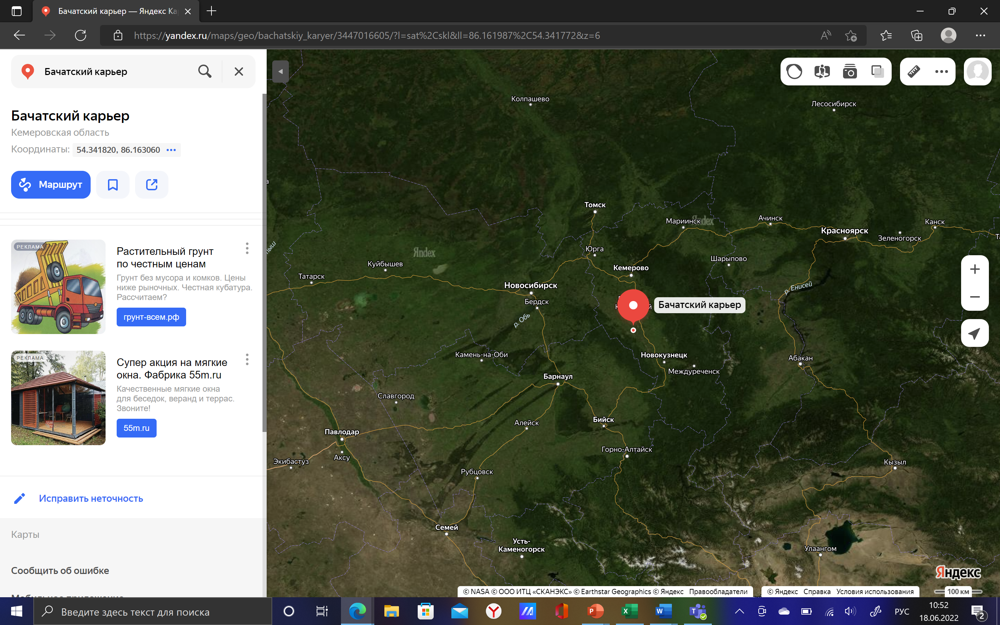 Бачатский карьер — Яндекс Ка
https://yandex.ru/maps/geo/bachatskiy_karyer/3447016605/?l=sat%2Cskl&ll=86.161987%2C54.341772&z=6
Бачатский карьер
Бачатский карьер
Кемеровская область
Координаты: 54.341820, 86.163060
Маршрут
РЕКЛАМА
Растительный грунт
по честным ценам
Грунт без мусора и комков. Цены
ниже рыночных. Честная кубатура.
Рассчитаем?
грунт-всем.рф
РЕКЛАМА
Супер акция на мягкие
окна. Фабрика 55m.ru
Качественные мягкие окна
для беседок, веранд и террас.
Звоните!
55m.ru
Исправить неточность
Карты
Сообщить об ошибке
Колпашево
Лесосибирск
Томск
Мариинск
Яndex
Ачинск
Красноярск
Канск
Зеленогорск
Юрга
Яndex
Куйбышев
Шарыпово
Кемерово
Татарск
Новосибирск
р. Енисей
Бердск
Бачатский карьер
р. Обь
Камень-на-Оби
Новокузнецк
Абакан
Междуреченск
Барнаул
Славгород
Алейск
Бийск
Павлодар
Горно-Алтайск
Аксу
Экибастуз
Кызыл
Рубцовск
Семей
Усть-
Каменогорск
Улаангом
Яндекс
© NASA © ООО ИТЦ «СКАНЭКС» © Earthstar Geographics © Яндекс Правообладатели
© Яндекс Справка Условия использования
100 км
Введите здесь текст для поиска
РУС
10:52
18.06.2022
2